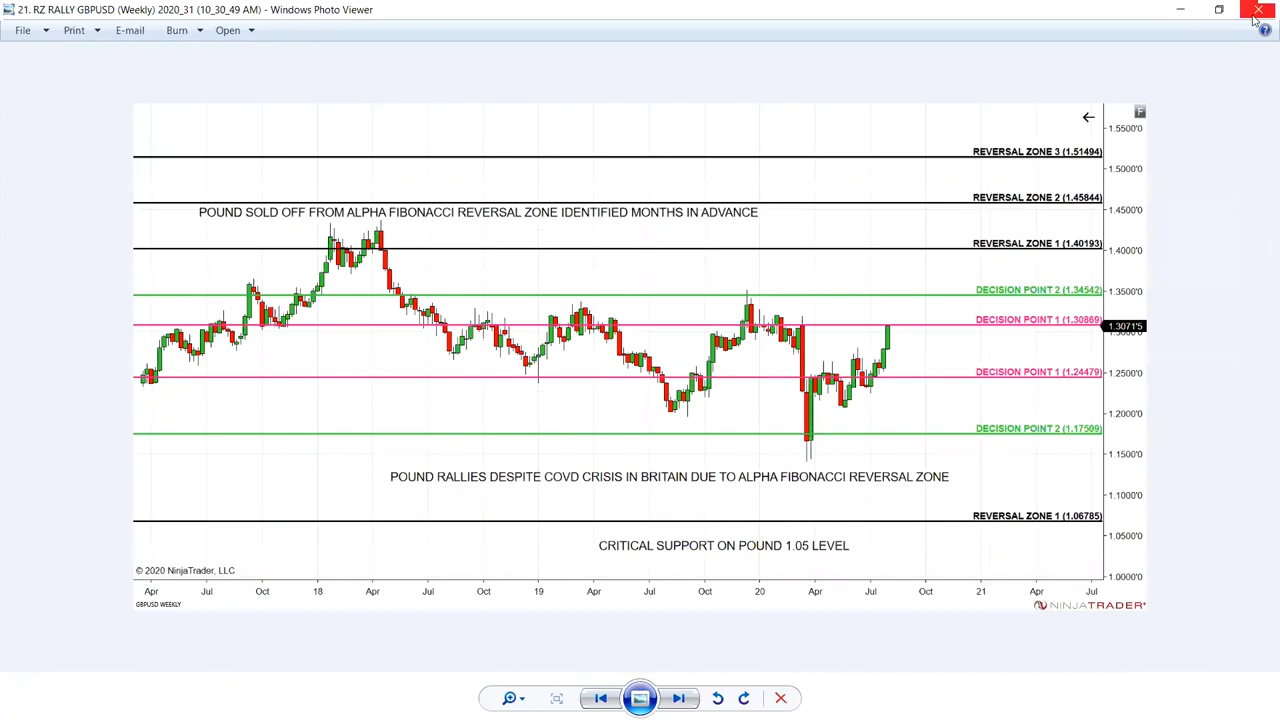 21. RZ RALLY GBPUSD (Weekly) 2020_31 (10_30_49 AM) - Windows Photo Viewer
File Print E-mail Burn Open
F
1.5500'0
REVERSAL ZONE 3 (1.51494)
1.5000'0
REVERSAL ZONE 2 (1.45844)
POUND SOLD OFF FROM ALPHA FIBONACCI REVERSAL ZONE IDENTIFIED MONTHS IN ADVANCE
1.4500'0
REVERSAL ZONE 1 (1.40193)
1.4000'0
DECISION POINT 2 (1.34542)
1.3500'0
DECISION POINT 1 (1.30869)
1.3071'5
1.3000'0
DECISION POINT 1 (1.24479)
1.2500'0
1.2000'0
DECISION POINT 2 (1.17509)
1.1500'0
POUND RALLIES DESPITE COVD CRISIS IN BRITAIN DUE TO ALPHA FIBONACCI REVERSAL ZONE
1.1000'0
REVERSAL ZONE 1 (1.06785)
1.0500'0
CRITICAL SUPPORT ON POUND 1.05 LEVEL
© 2020 NinjaTrader, LLC
1.0000'0
Apr Jul Oct 18 Apr Jul Oct 19 Apr Jul Oct 20 Apr Jul Oct 21 Apr Jul
GBPUSD WEEKLY
NINJATRADER